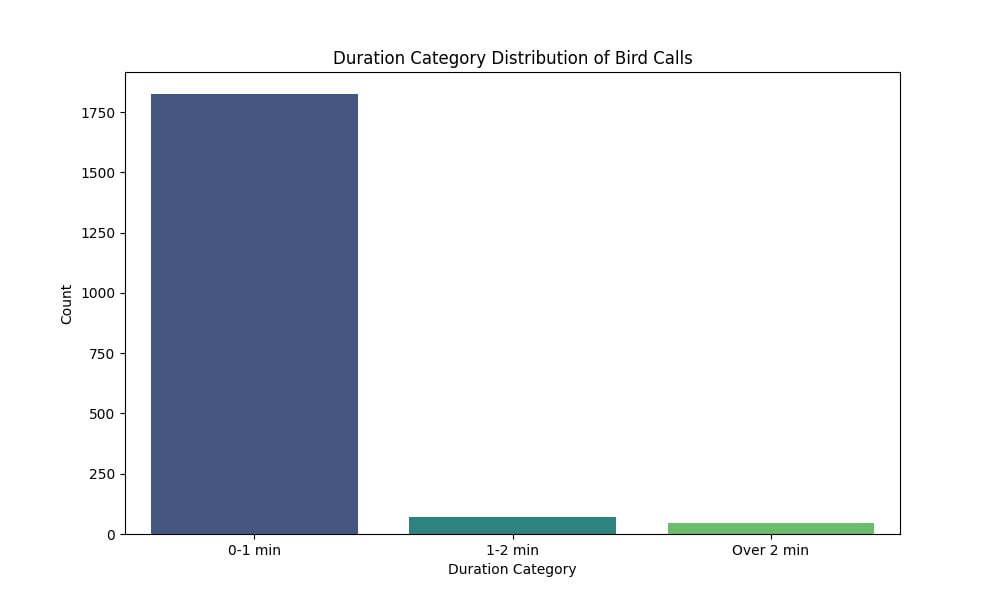 Duration Category Distribution of Bird Calls
1750
1500
1250
1000
750
500
250
0
Count
0-1 min
1-2 min
Over 2 min
Duration Category